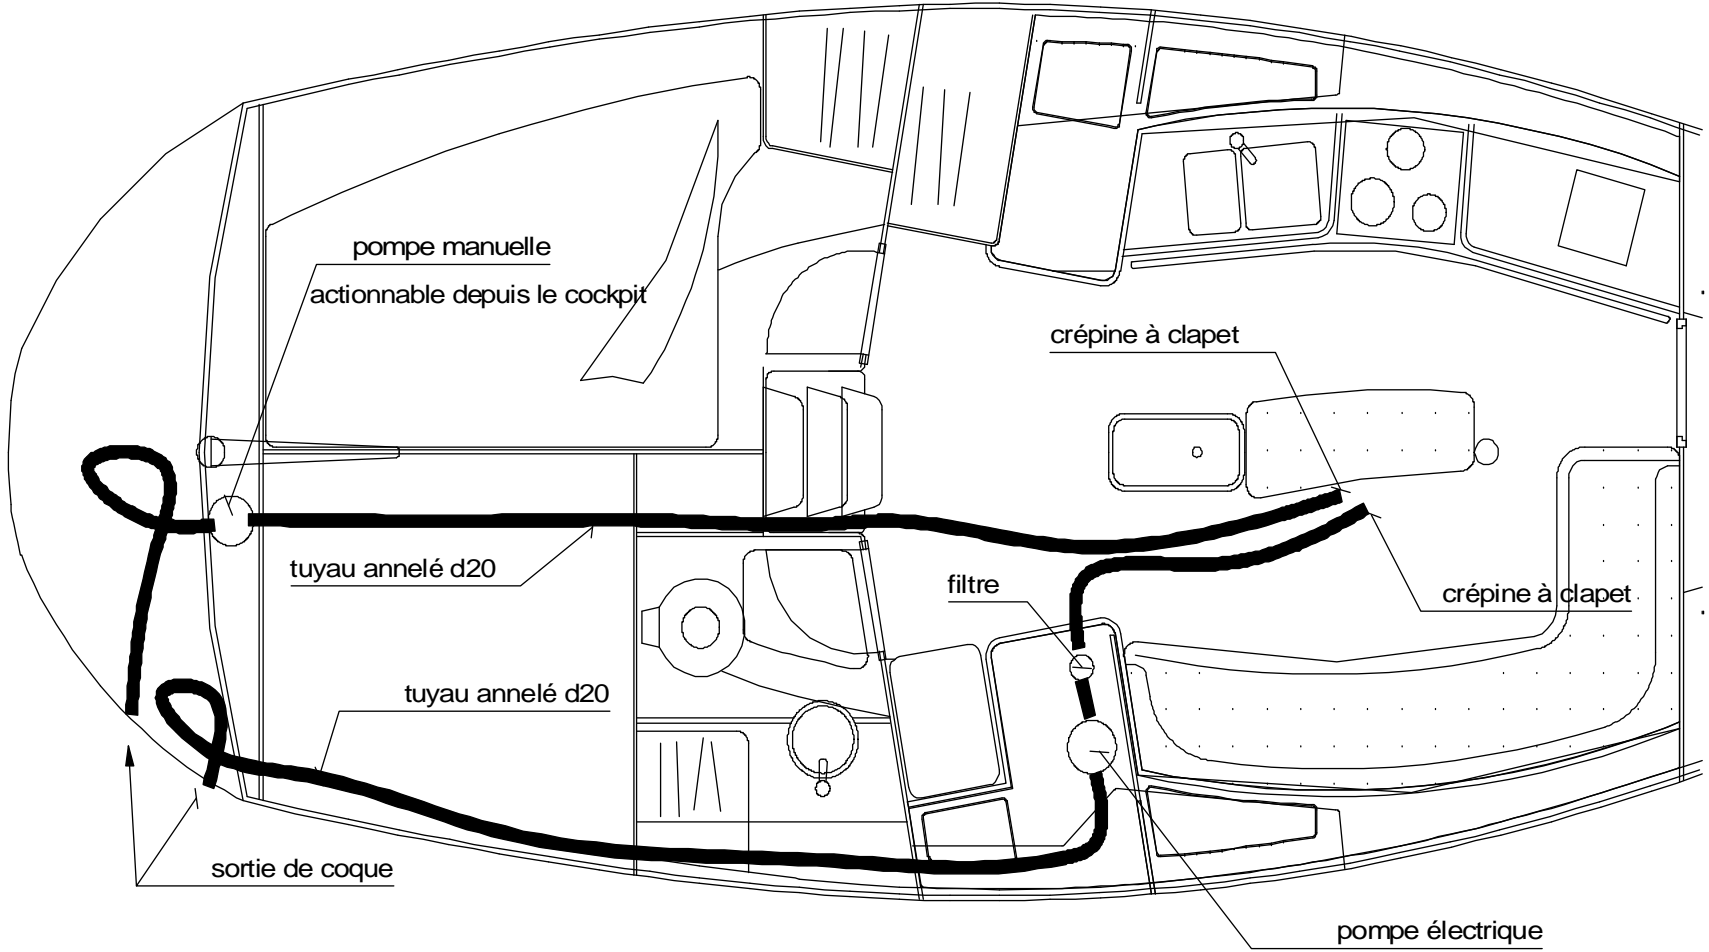 pompe manuelle
actionnable depuis le cockpit
crépine à clapet
tuyau annelé d20
filtre
crépine à clapet
tuyau annelé d20
sortie de coque
pompe électrique